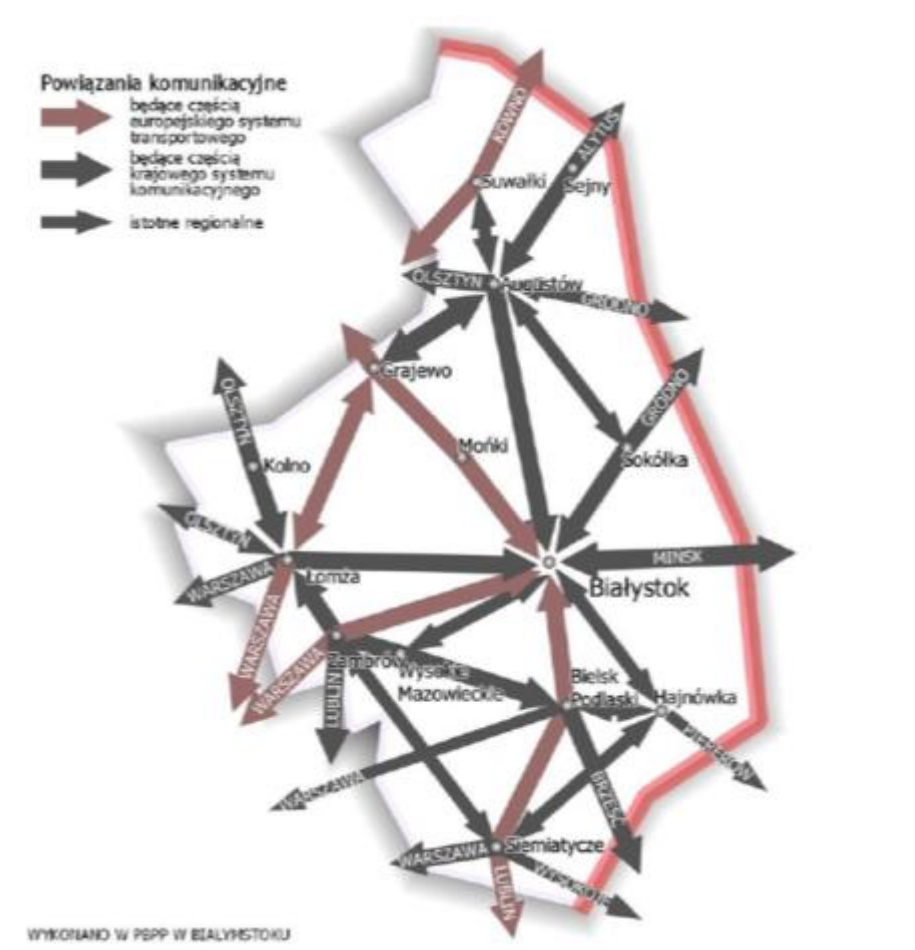 Powiązania komunikacyjne
będące częścią
europejskiego systemu
transportowego
będące częścią
krajowego systemu
komunikacyjnego
istotne regionalne
KOWNO
ALYTUS
Suwałki
Sejny
OLSZTYN
Augustów
GRODNO
Grajewo
OLSZTYN
GRODNO
Mońki
Sokółka
Kolno
OLSZTYN
MINSK
WARSZAWA
Łomża
Białystok
WARSZAWA
WARSZAWA
Zambrów
Wysokie
Mazowieckie
LUBLIN
Bielsk
Podlaski
Hajnówka
WARSZAWA
BRZEŚĆ
WARSZAWA
Siemiatycze
LUBLIN
WYKONANO W PBPP W BIALYMSTOKU